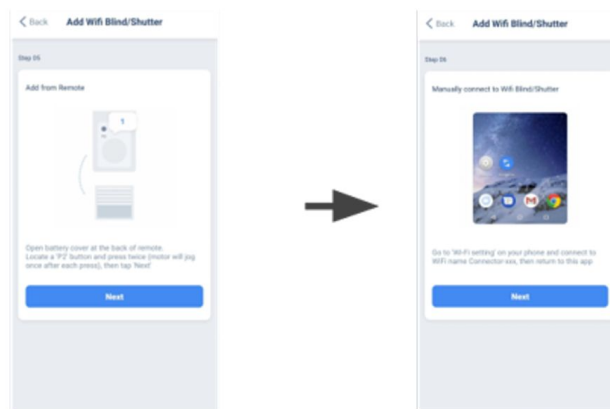 Back Add Wifi Blind/Shutter
Step 05
Add from Remote
1
Open battery cover at the back of remote.
Locate a 'P2' button and press twice (motor will jog
once after each press), then tap 'Next'
Next
Back Add Wifi Blind/Shutter
Step 06
Manually connect to Wifi Blind/Shutter
Go to 'Wi-Fi setting' on your phone and connect to
WiFi name Connector-xxx, then return to this app
Next